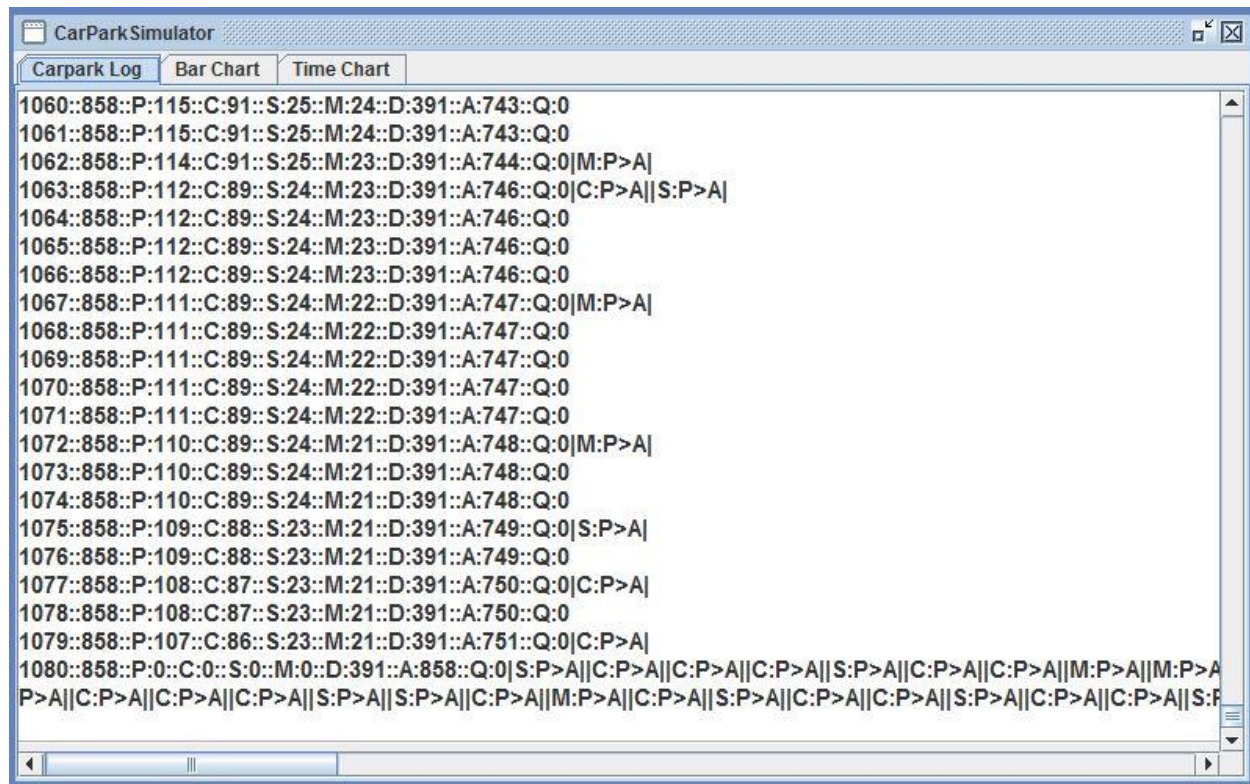 CarPark Simulator
Carpark Log Bar Chart Time Chart
1060::858::P:115::C:91::S:25::M:24::D:391::A:743::Q:0
1061::858::P:115::C:91::S:25::M:24::D:391::A:743::Q:0
1062::858::P:114::C:91::S:25::M:23::D:391::A:744::Q:0|M:P>A|
1063::858::P:112::C:89::S:24::M:23::D:391::A:746::Q:0|C:P>A||S:P>A|
1064::858::P:112::C:89::S:24::M:23::D:391::A:746::Q:0
1065::858::P:112::C:89::S:24::M:23::D:391::A:746::Q:0
1066::858::P:112::C:89::S:24::M:23::D:391::A:746::Q:0
1067::858::P:111::C:89::S:24::M:22::D:391::A:747::Q:0|M:P>A|
1068::858::P:111::C:89::S:24::M:22::D:391::A:747::Q:0
1069::858::P:111::C:89::S:24::M:22::D:391::A:747::Q:0
1070::858::P:111::C:89::S:24::M:22::D:391::A:747::Q:0
1071::858::P:111::C:89::S:24::M:22::D:391::A:747::Q:0
1072::858::P:110::C:89::S:24::M:21::D:391::A:748::Q:0|M:P>A|
1073::858::P:110::C:89::S:24::M:21::D:391::A:748::Q:0
1074::858::P:110::C:89::S:24::M:21::D:391::A:748::Q:0
1075::858::P:109::C:88::S:23::M:21::D:391::A:749::Q:0|S:P>A|
1076::858::P:109::C:88::S:23::M:21::D:391::A:749::Q:0
1077::858::P:108::C:87::S:23::M:21::D:391::A:750::Q:0|C:P>A|
1078::858::P:108::C:87::S:23::M:21::D:391::A:750::Q:0
1079::858::P:107::C:86::S:23::M:21::D:391::A:751::Q:0|C:P>A|
1080::858::P:0::C:0::S:0::M:0::D:391::A:858::Q:0|S:P>A||C:P>A||C:P>A||C:P>A||S:P>A||C:P>A||C:P>A||M:P>A||M:P>A
P>A||C:P>A||C:P>A||C:P>A||S:P>A||S:P>A||C:P>A||M:P>A||C:P>A||S:P>A||C:P>A||C:P>A||S:P>A||C:P>A||C:P>A||S: